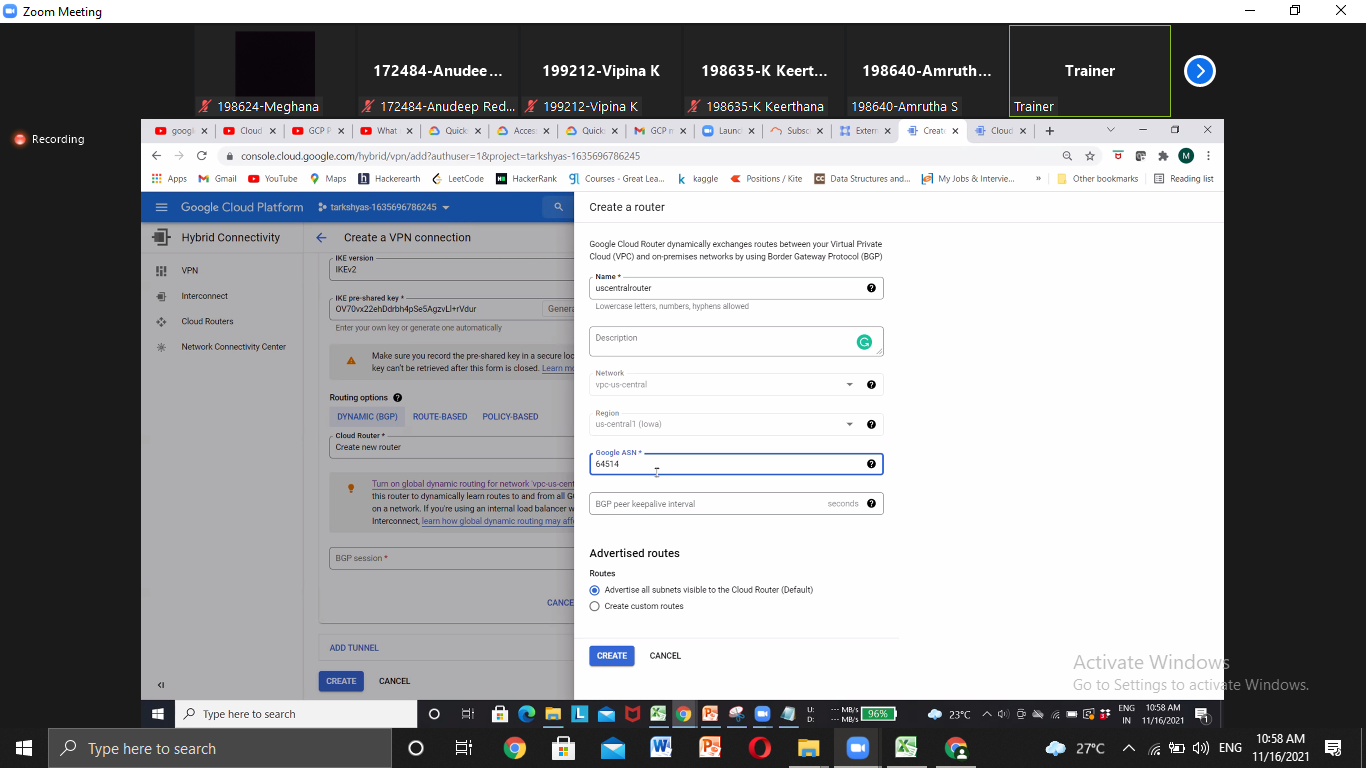 Zoom Meeting
172484-Anudee...
199212-Vipina K
198635-K Keert...
198640-Amruth...
Trainer
198624-Meghana
172484-Anudeep Red...
199212-Vipina K
198635-K Keerthana
198640-Amrutha S
Trainer
Recording
googl
Cloud
GCP P
What
Quick
Acces
Quick
GCP n
Launc
Subsc
Extern
Create
Cloud
console.cloud.google.com/hybrid/vpn/add?authuser=1&project=tarkshyas-1635696786245
M
Apps
Gmail
YouTube
Maps
Hackerearth
LeetCode
HackerRank
Courses - Great Lea...
kaggle
Positions / Kite
Data Structures and...
My Jobs & Intervie...
»
Other bookmarks
Reading list
Google Cloud Platform
tarkshyas-1635696786245
Create a router
Hybrid Connectivity
Create a VPN connection
VPN
Interconnect
Cloud Routers
Network Connectivity Center
IKE version
IKEv2
IKE pre-shared key *
OV70vx22ehDdrbh4pSe5AgzvLl+rVdur
Genera
Enter your own key or generate one automatically
Make sure you record the pre-shared key in a secure loc
key can't be retrieved after this form is closed. Learn mo
Routing options
DYNAMIC (BGP)
ROUTE-BASED
POLICY-BASED
Cloud Router *
Create new router
Turn on global dynamic routing for network 'vpc-us-cent
this router to dynamically learn routes to and from all G
on a network. If you're using an internal load balancer w
Interconnect, learn how global dynamic routing may affe
BGP session *
CANCE
ADD TUNNEL
CREATE
CANCEL
Google Cloud Router dynamically exchanges routes between your Virtual Private
Cloud (VPC) and on-premises networks by using Border Gateway Protocol (BGP)
Name *
uscentralrouter
Lowercase letters, numbers, hyphens allowed
Description
Network
vpc-us-central
Region
us-central1 (Iowa)
Google ASN *
64514
BGP peer keepalive interval
seconds
Advertised routes
Routes
Advertise all subnets visible to the Cloud Router (Default)
Create custom routes
CREATE
CANCEL
Activate Windows
Go to Settings to activate Windows.
Type here to search
U:
D:
--- MB/s
--- MB/s
96%
23°C
ENG
IN
10:58 AM
11/16/2021
1
Type here to search
27°C
ENG
10:58 AM
11/16/2021